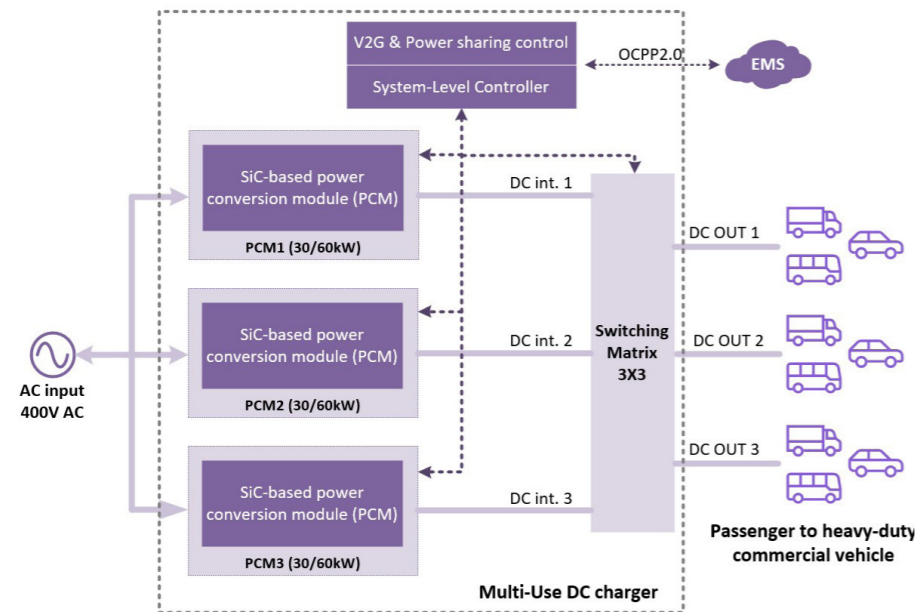 V2G & Power sharing control
System-Level Controller
OCPP2.0
EMS
SiC-based power
conversion module (PCM)
PCM1 (30/60kW)
DC int. 1
DC OUT 1
SiC-based power
conversion module (PCM)
PCM2 (30/60kW)
DC int. 2
Switching
Matrix
3X3
DC OUT 2
AC input
400V AC
SiC-based power
conversion module (PCM)
PCM3 (30/60kW)
DC int. 3
DC OUT 3
Passenger to heavy-duty
commercial vehicle
Multi-Use DC charger